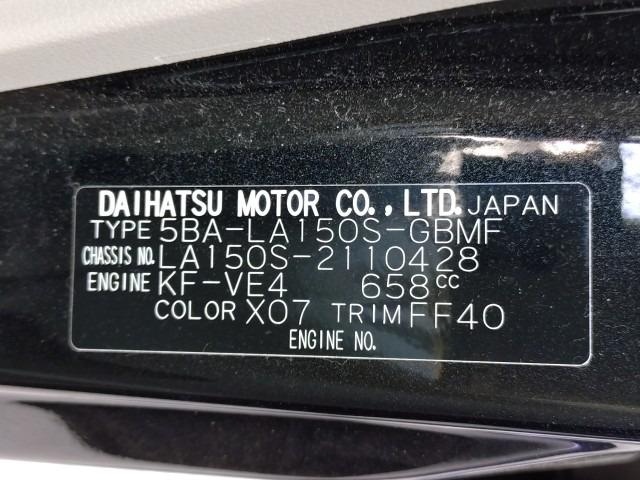 DAIHATSU MOTOR CO., LTD. JAPAN
TYPE 5BA-LA150S-GBMF
CHASSIS NO. LA150S-2110428
ENGINE KF-VE4 658cc
COLOR X07 TRIM FF40
ENGINE NO.